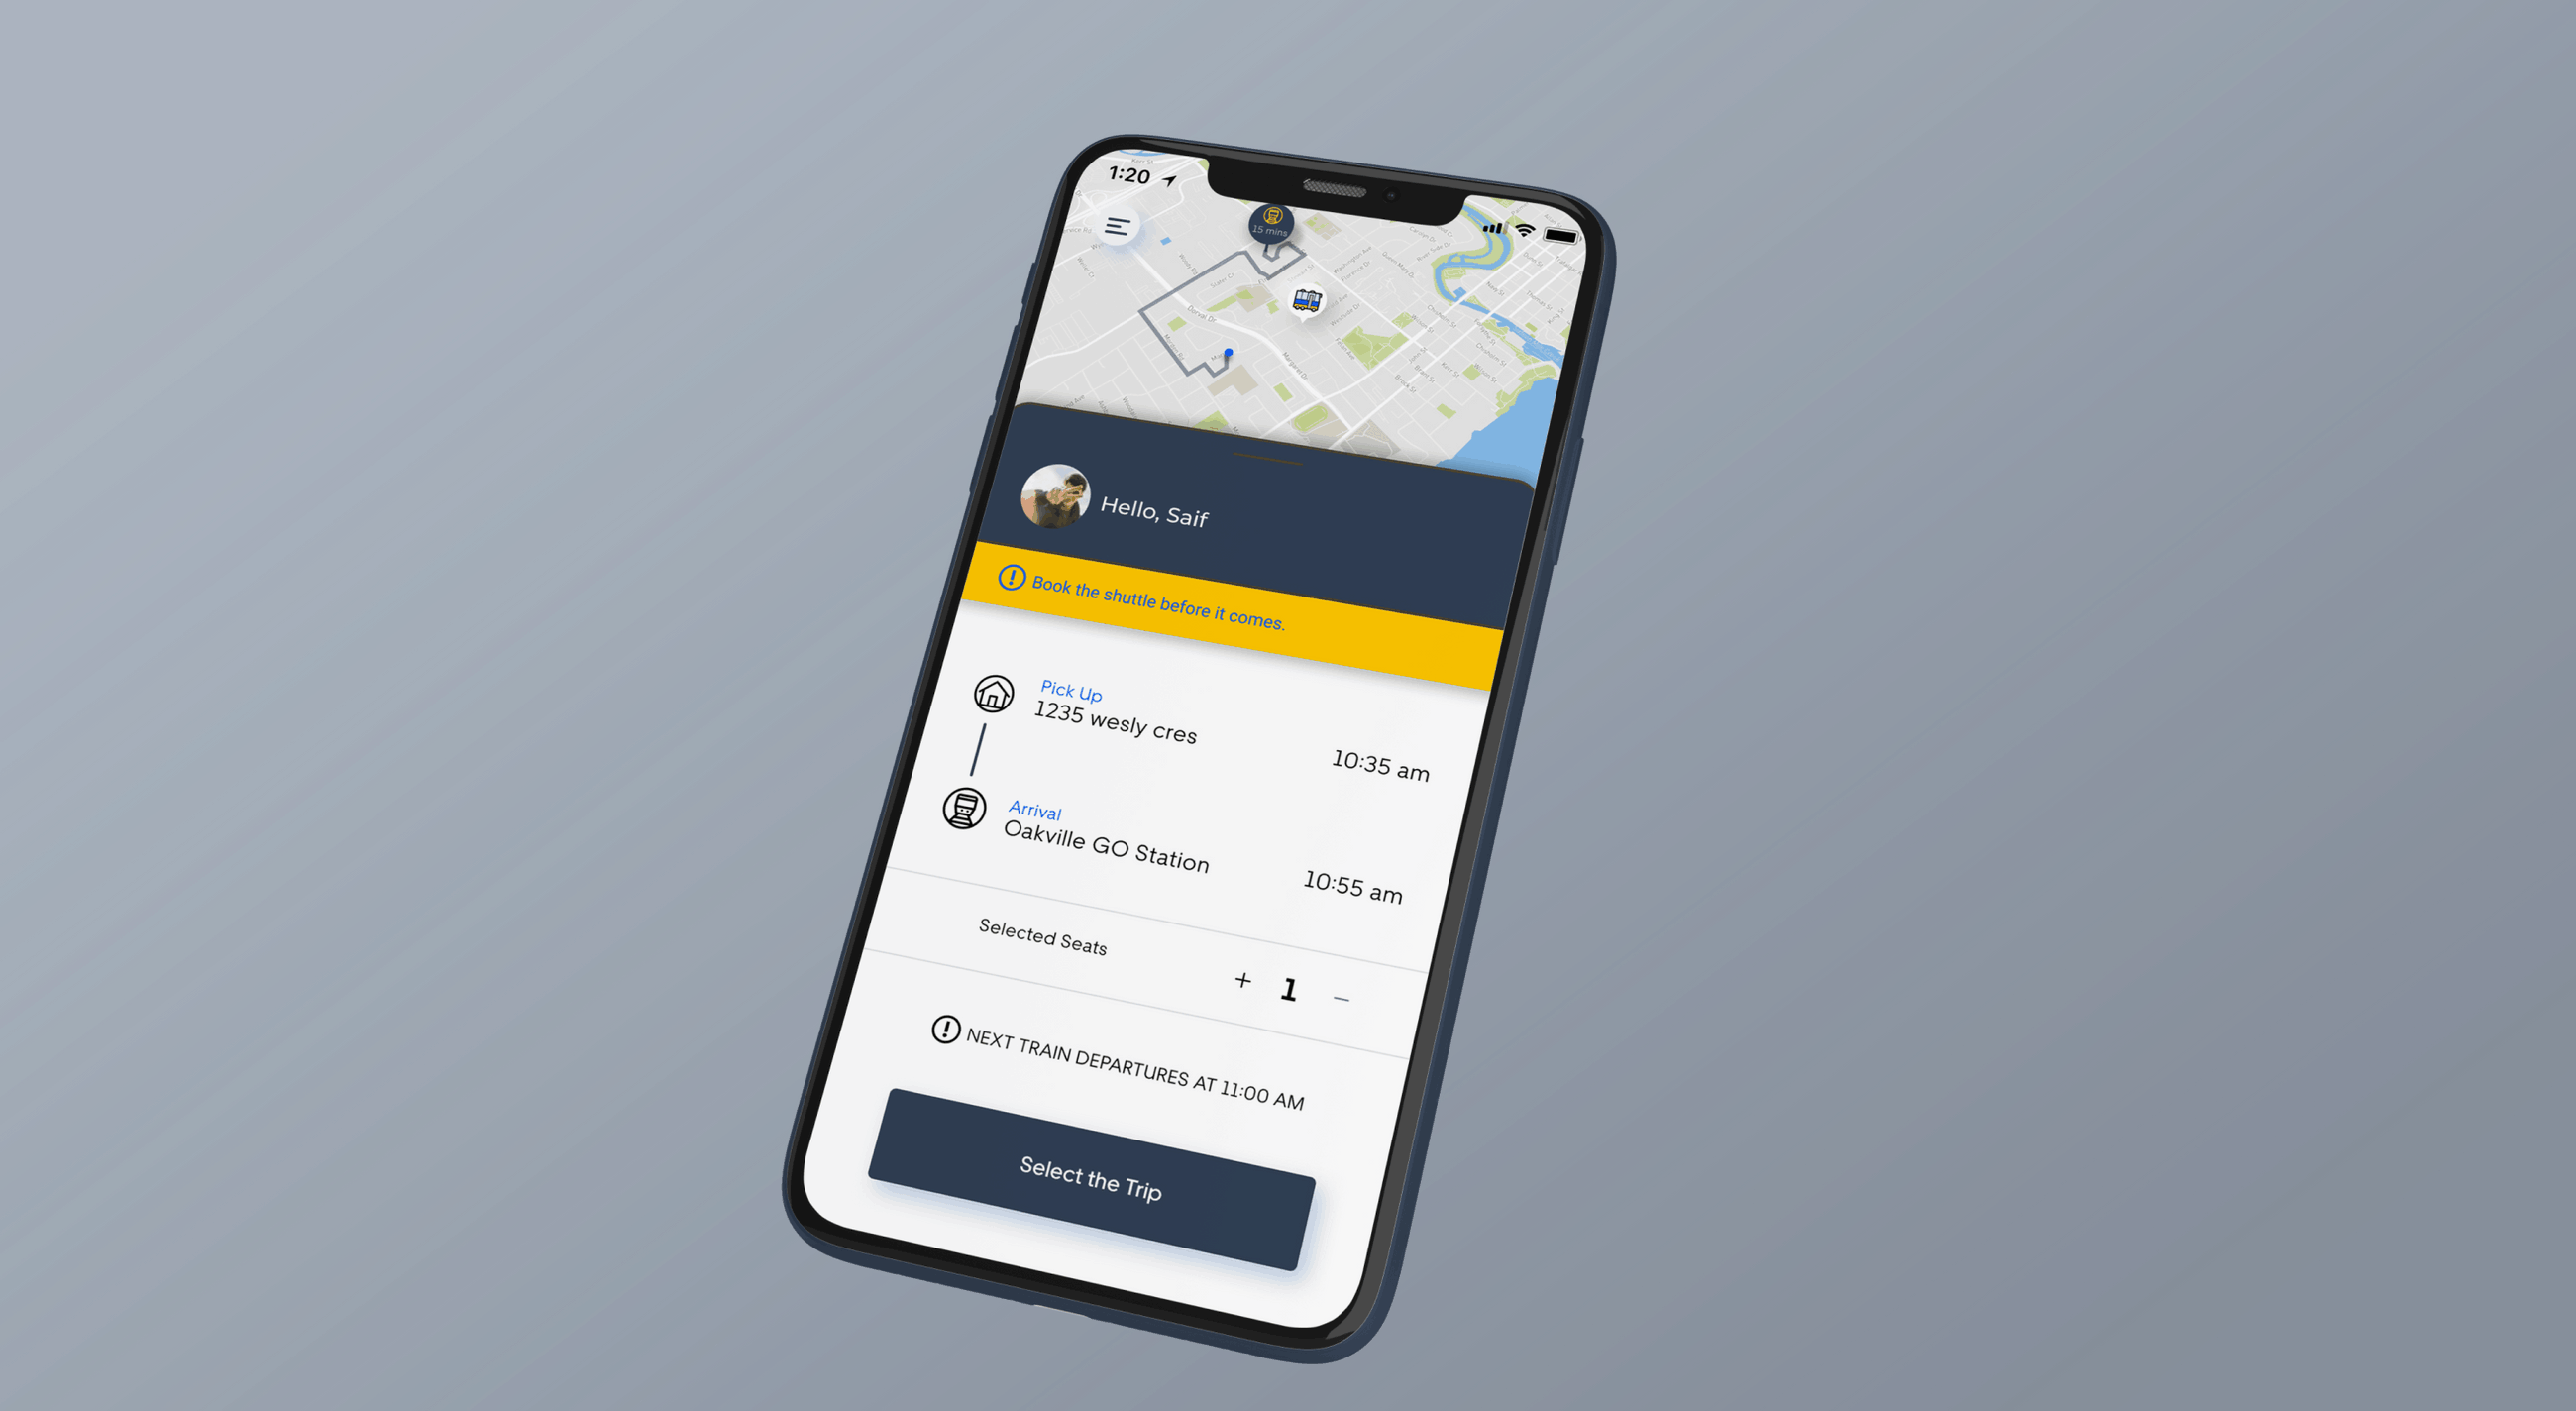 1:20
15 mins
Dorval Dr
Hello, Saif
Book the shuttle before it comes.
Pick Up
1235 wesly cres
10:35 am
Arrival
Oakville GO Station
10:55 am
Selected Seats
+ 1 −
NEXT TRAIN DEPARTURES AT 11:00 AM
Select the Trip